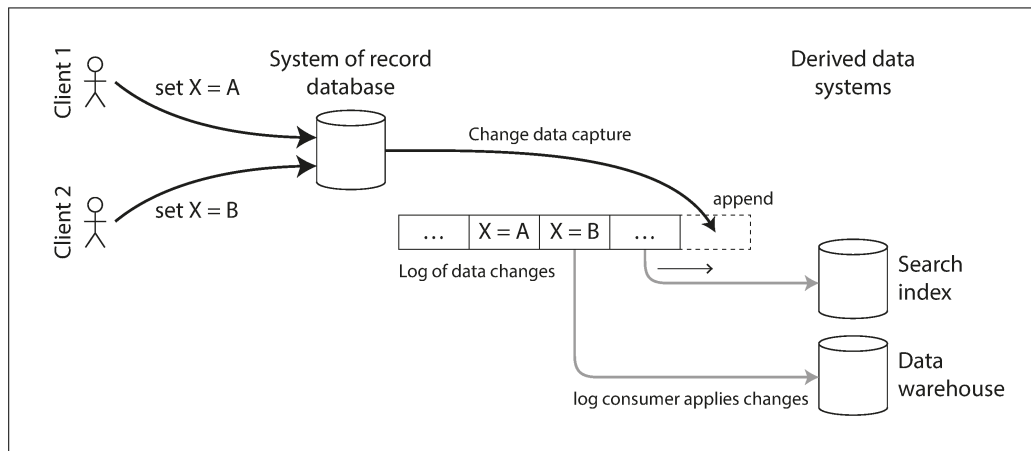 Client 1
set X = A
System of record
database
Derived data
systems
Change data capture
Client 2
set X = B
append
… X = A X = B …
Log of data changes
Search
index
Data
warehouse
log consumer applies changes